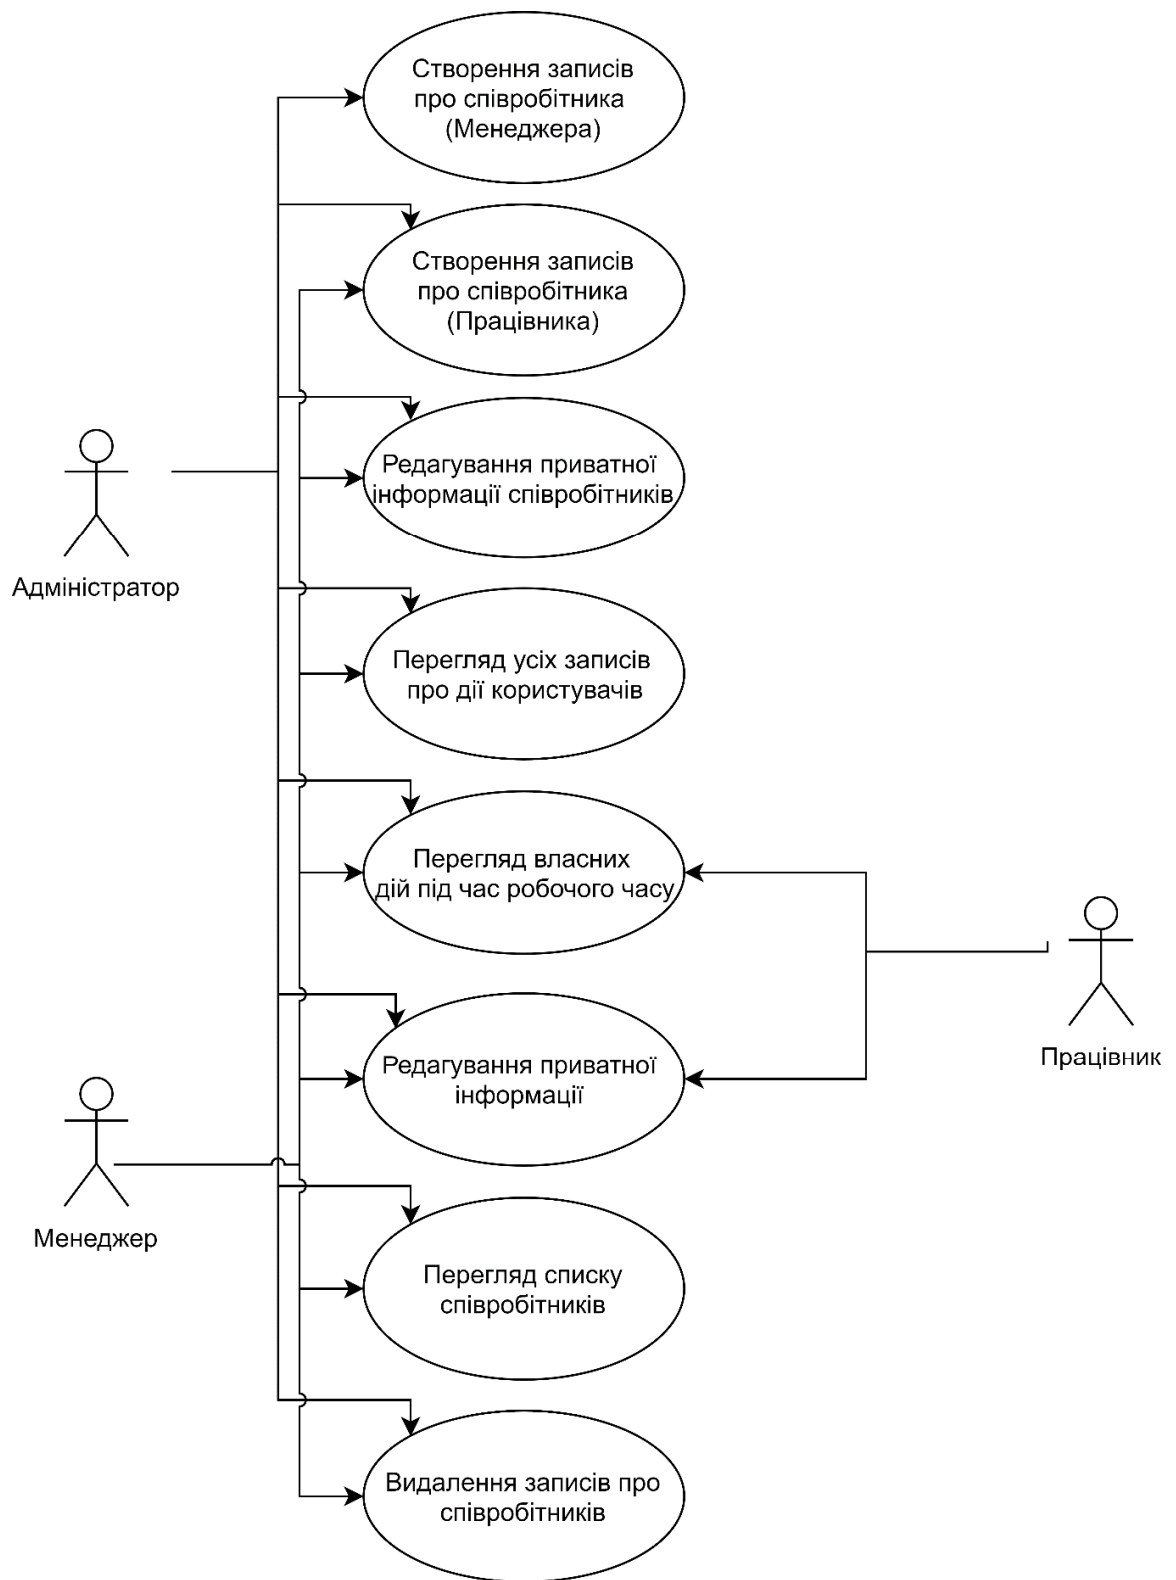 Створення записів
про співробітника
(Менеджера)
Створення записів
про співробітника
(Працівника)
Редагування приватної
інформації співробітників
Адміністратор
Перегляд усіх записів
про дії користувачів
Перегляд власних
дій під час робочого часу
Працівник
Редагування приватної
інформації
Менеджер
Перегляд списку
співробітників
Видалення записів про
співробітників